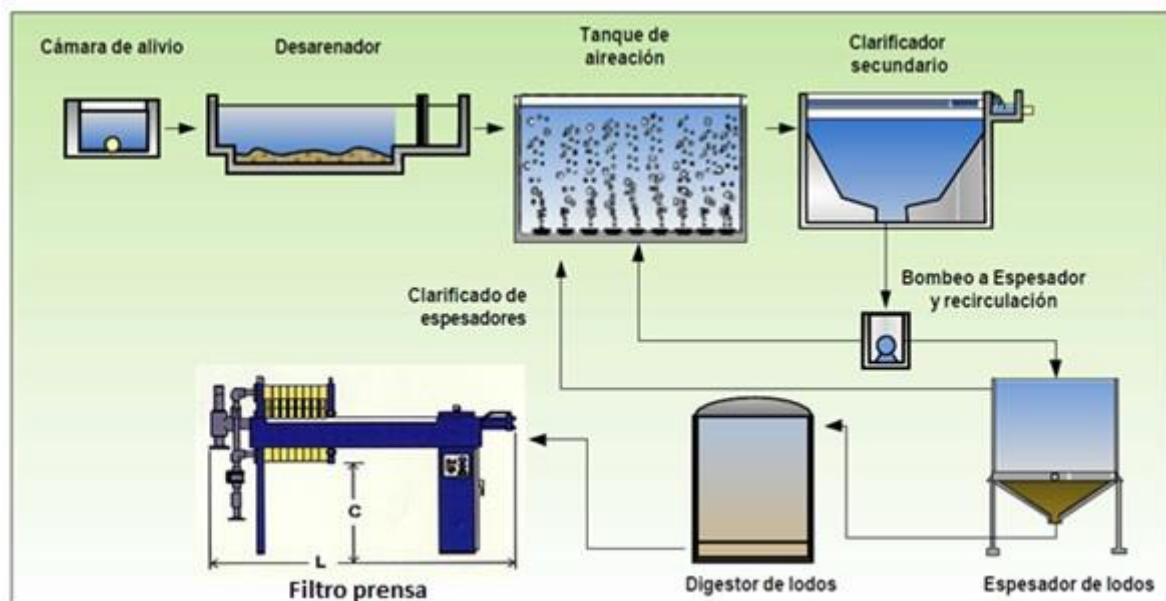 Cámara de alivio
Desarenador
Tanque de
aireación
Clarificador
secundario
Clarificado de
espesadores
Bombeo a Espesador
y recirculación
C
L
Filtro prensa
Digestor de lodos
Espesador de lodos